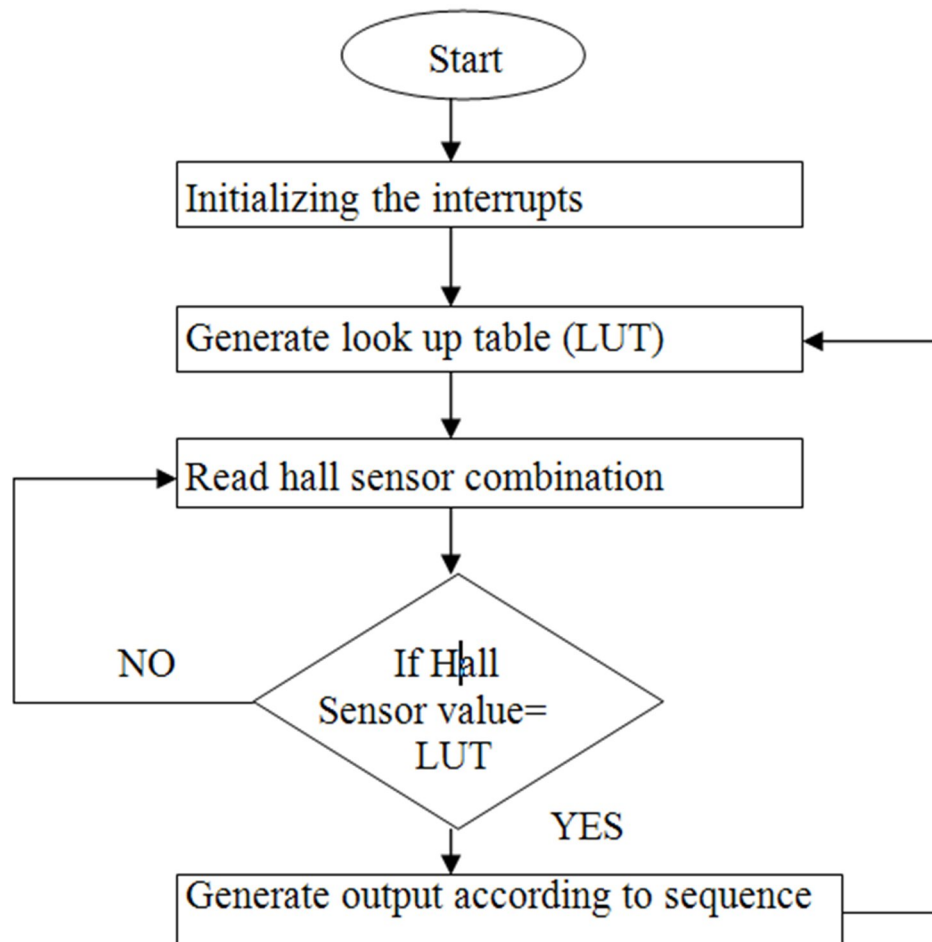 Start
Initializing the interrupts
Generate look up table (LUT)
Read hall sensor combination
NO
If Hall
Sensor value=
LUT
YES
Generate output according to sequence